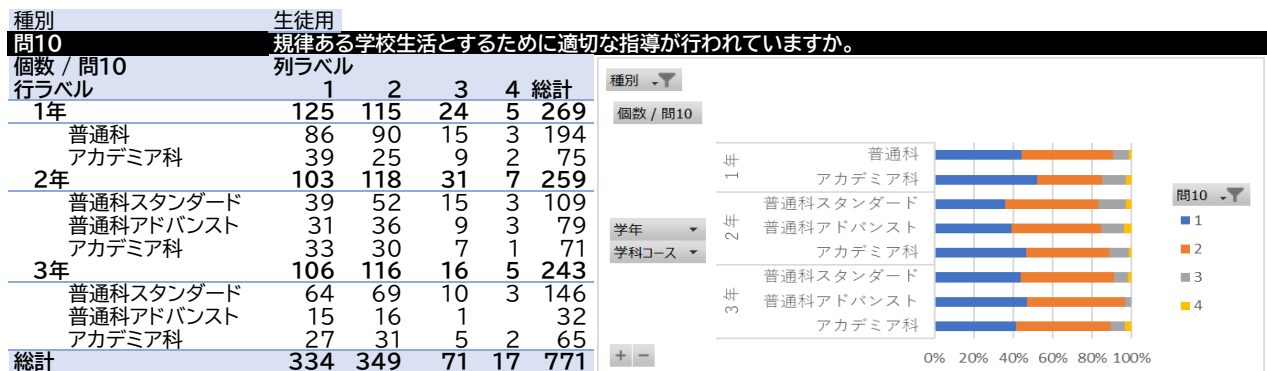 種別 生徒用
問10 規律ある学校生活とするために適切な指導が行われていますか。
個数 / 問10 列ラベル
行ラベル 1 2 3 4 総計
1年 125 115 24 5 269
普通科 86 90 15 3 194
アカデミア科 39 25 9 2 75
2年 103 118 31 7 259
普通科スタンダード 39 52 15 3 109
普通科アドバンスト 31 36 9 3 79
アカデミア科 33 30 7 1 71
3年 106 116 16 5 243
普通科スタンダード 64 69 10 3 146
普通科アドバンスト 15 16 1 32
アカデミア科 27 31 5 2 65
総計 334 349 71 17 771
種別
個数 / 問10
学年
学科コース
1年
普通科
アカデミア科
2年
普通科スタンダード
普通科アドバンスト
アカデミア科
3年
普通科スタンダード
普通科アドバンスト
アカデミア科
0% 20% 40% 60% 80% 100%
問10
1
2
3
4
+ −